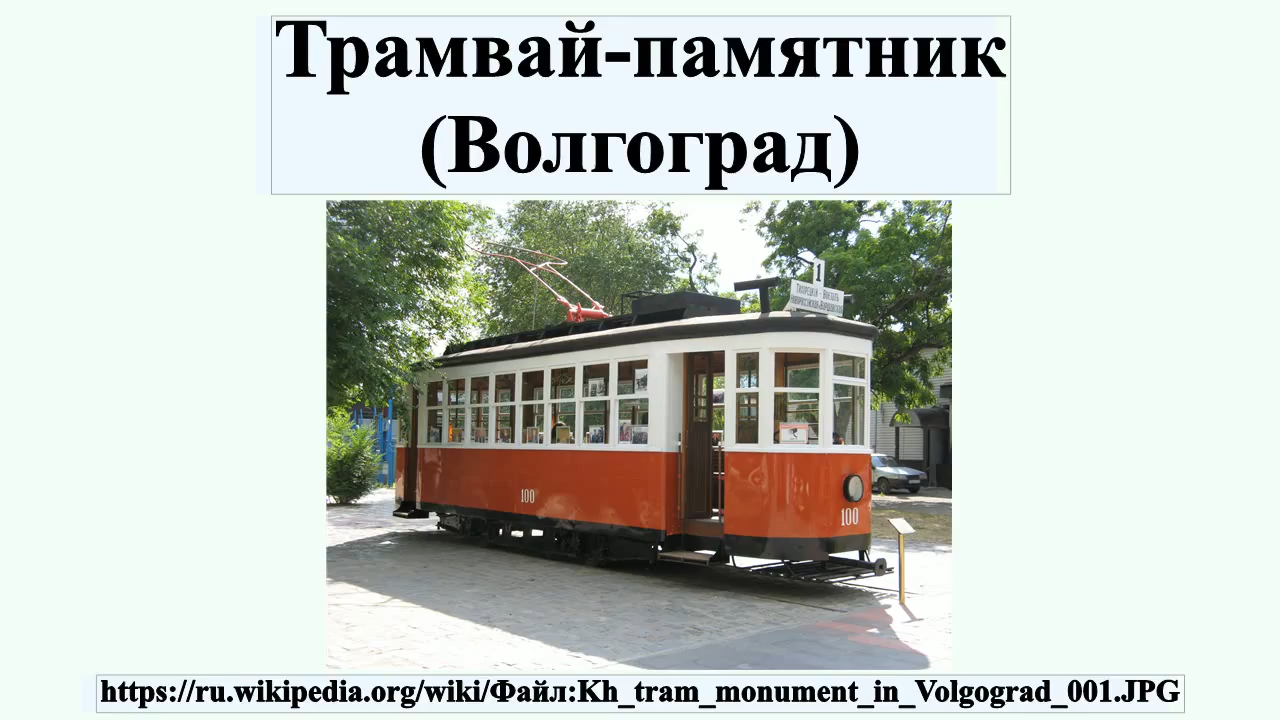 Трамвай-памятник
(Волгоград)
1
100
100
https://ru.wikipedia.org/wiki/Файл:Kh_tram_monument_in_Volgograd_001.JPG